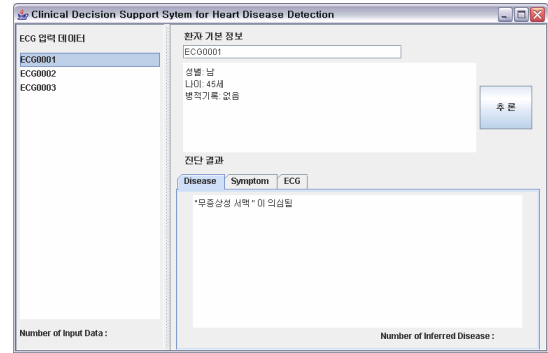 Clinical Decision Support Sytem for Heart Disease Detection
ECG 입력 데이터
ECG0001
ECG0002
ECG0003
Number of Input Data :
환자 기본 정보
ECG0001
성별: 남
나이: 45세
병적기록: 없음
추 론
진단 결과
Disease Symptom ECG
"무증상성 서맥" 이 의심됨
Number of Inferred Disease :